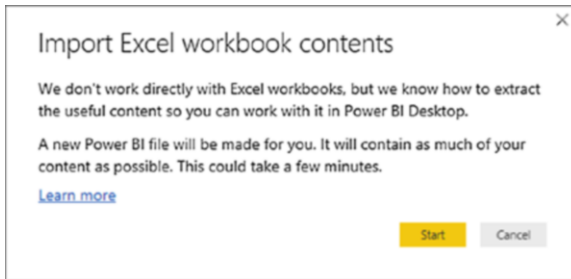 Import Excel workbook contents
We don't work directly with Excel workbooks, but we know how to extract
the useful content so you can work with it in Power BI Desktop.
A new Power BI file will be made for you. It will contain as much of your
content as possible. This could take a few minutes.
Learn more
Start Cancel